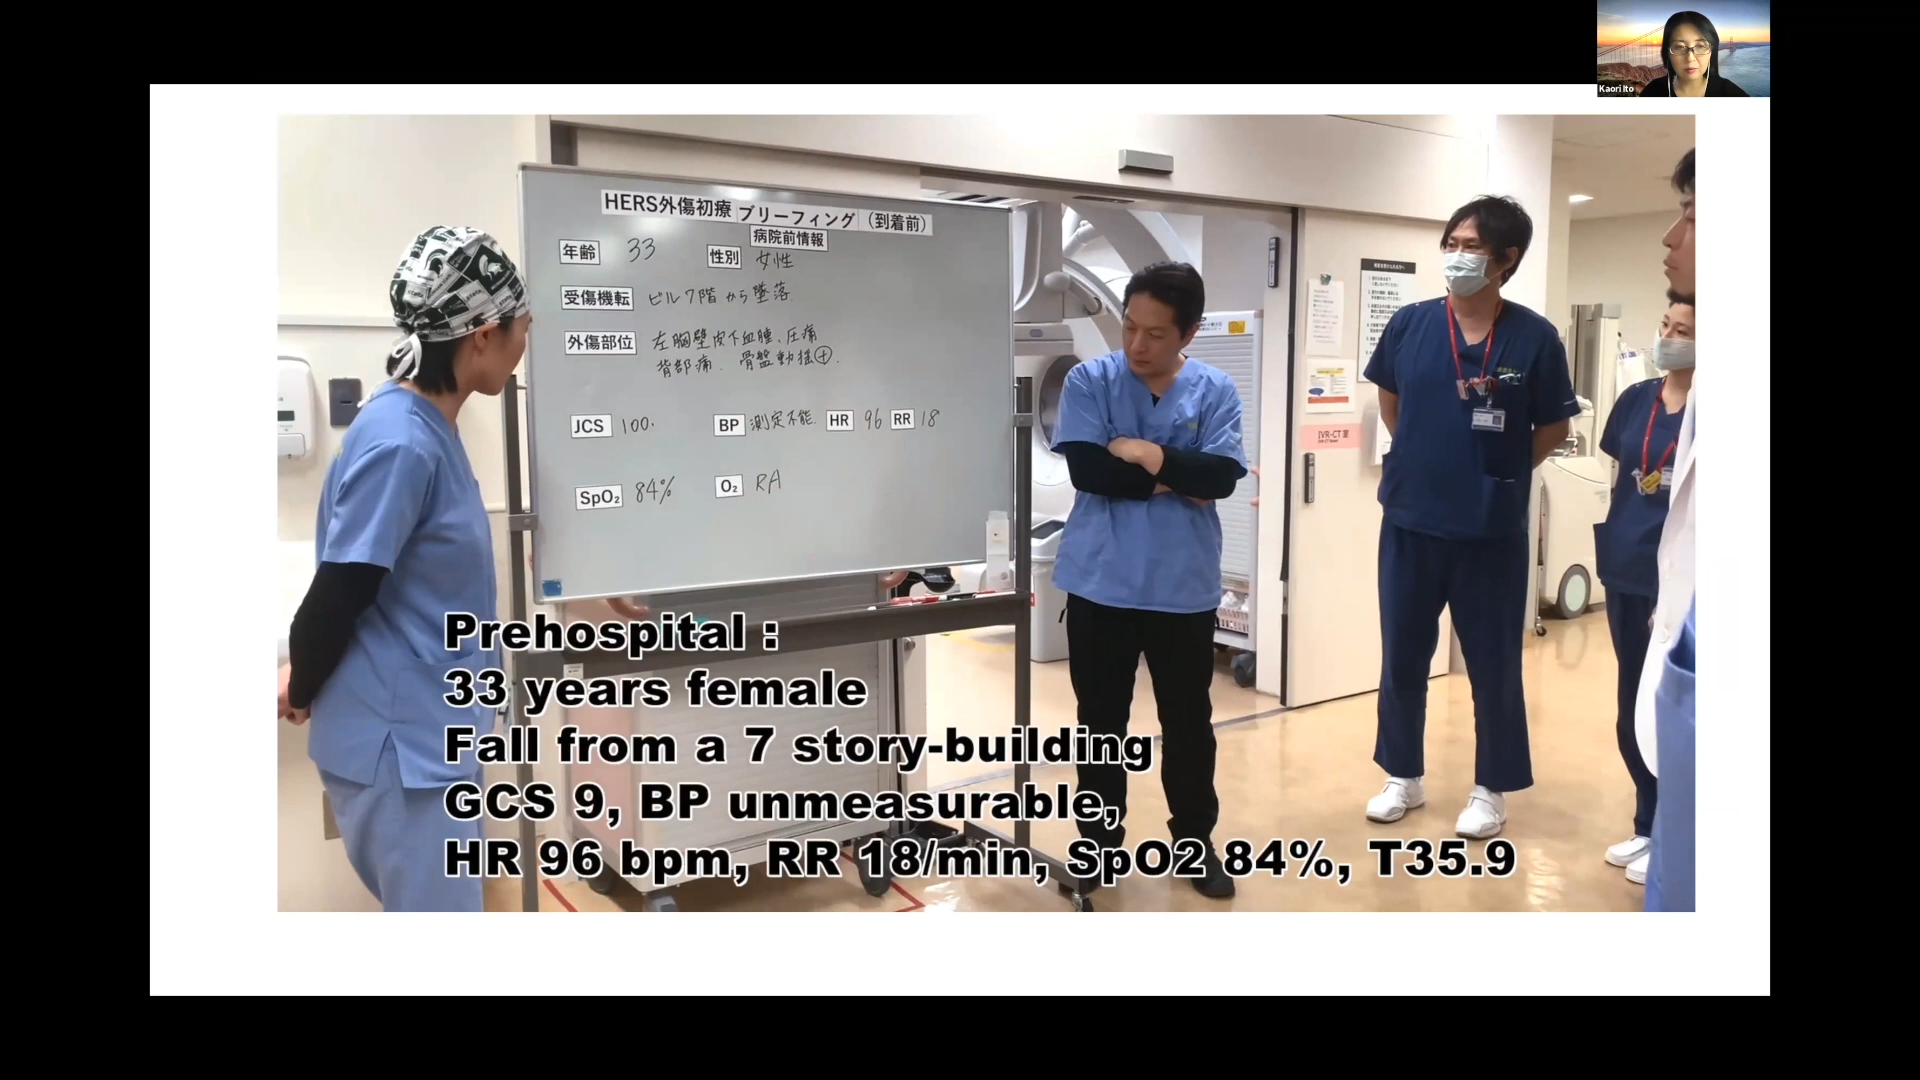 Kaori Ito
HERS外傷初療 ブリーフィング（到着前）
病院前情報
年齢 33 性別 女性
受傷機転 ビル7階から墜落
外傷部位 左胸壁皮下血腫、圧痛
背部痛、骨盤動揺⊕.
JCS 100. BP 測定不能 HR 96 RR 18
SpO₂ 84% O₂ RA
IVR-CT 室
Prehospital :
33 years female
Fall from a 7 story-building
GCS 9, BP unmeasurable,
HR 96 bpm, RR 18/min, SpO2 84%, T35.9